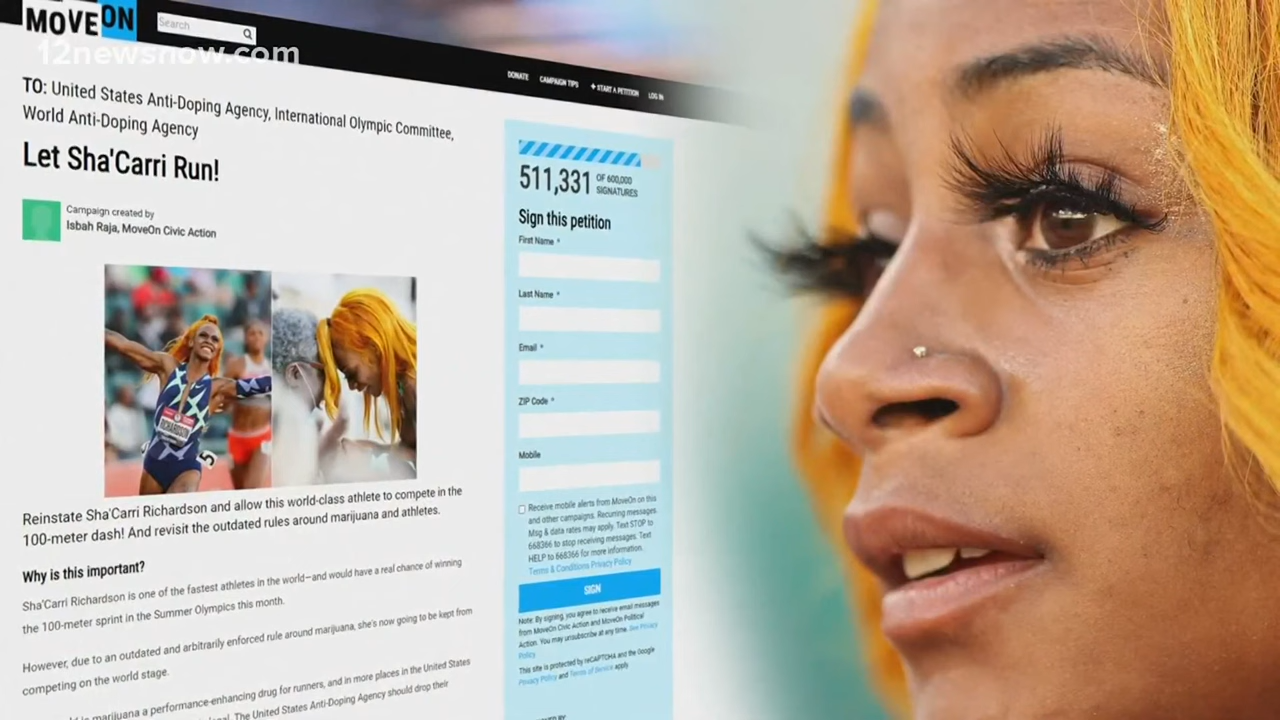 MOVEON
Search
12newsnow.com
DONATE CAMPAIGN TIPS + START A PETITION LOG IN
TO: United States Anti-Doping Agency, International Olympic Committee,
World Anti-Doping Agency
Let Sha'Carri Run!
Campaign created by
Isbah Raja, MoveOn Civic Action
RICHARDSON
5
Reinstate Sha'Carri Richardson and allow this world-class athlete to compete in the
100-meter dash! And revisit the outdated rules around marijuana and athletes.
Why is this important?
Sha'Carri Richardson is one of the fastest athletes in the world—and would have a real chance of winning
the 100-meter sprint in the Summer Olympics this month.
However, due to an outdated and arbitrarily enforced rule around marijuana, she's now going to be kept from
competing on the world stage.
is marijuana a performance-enhancing drug for runners, and in more places in the United States
The United States Anti-Doping Agency should drop their
511,331 OF 600,000
SIGNATURES
Sign this petition
First Name *
Last Name *
Email *
ZIP Code *
Mobile
Receive mobile alerts from MoveOn on this
and other campaigns. Recurring messages.
Msg & data rates may apply. Text STOP to
668366 to stop receiving messages. Text
HELP to 668366 for more information.
Terms & Conditions Privacy Policy
SIGN
Note: By signing, you agree to receive email messages
from MoveOn Civic Action and MoveOn Political
Action. You may unsubscribe at any time. See Privacy
Policy
This site is protected by reCAPTCHA and the Google
Privacy Policy and Terms of Service apply